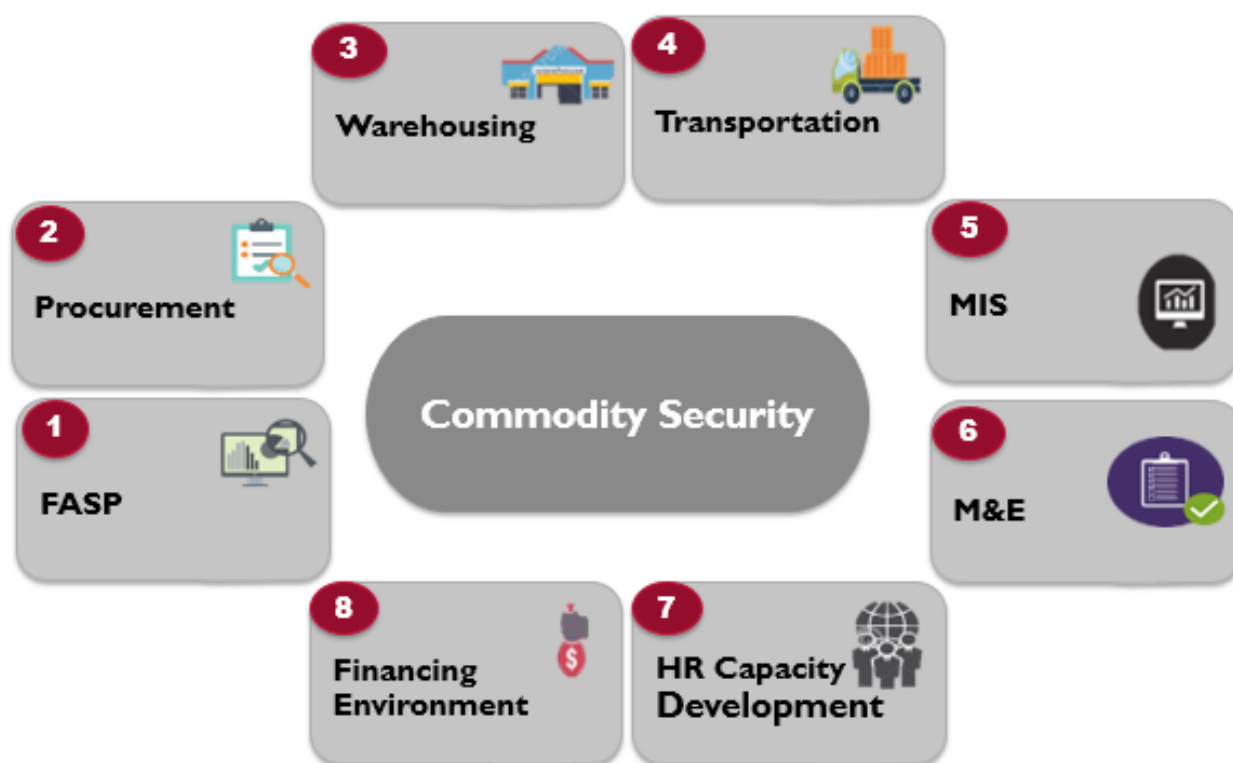 3
Warehousing
4
Transportation
2
Procurement
5
MIS
Commodity Security
1
FASP
6
M&E
8
Financing
Environment
7
HR Capacity
Development